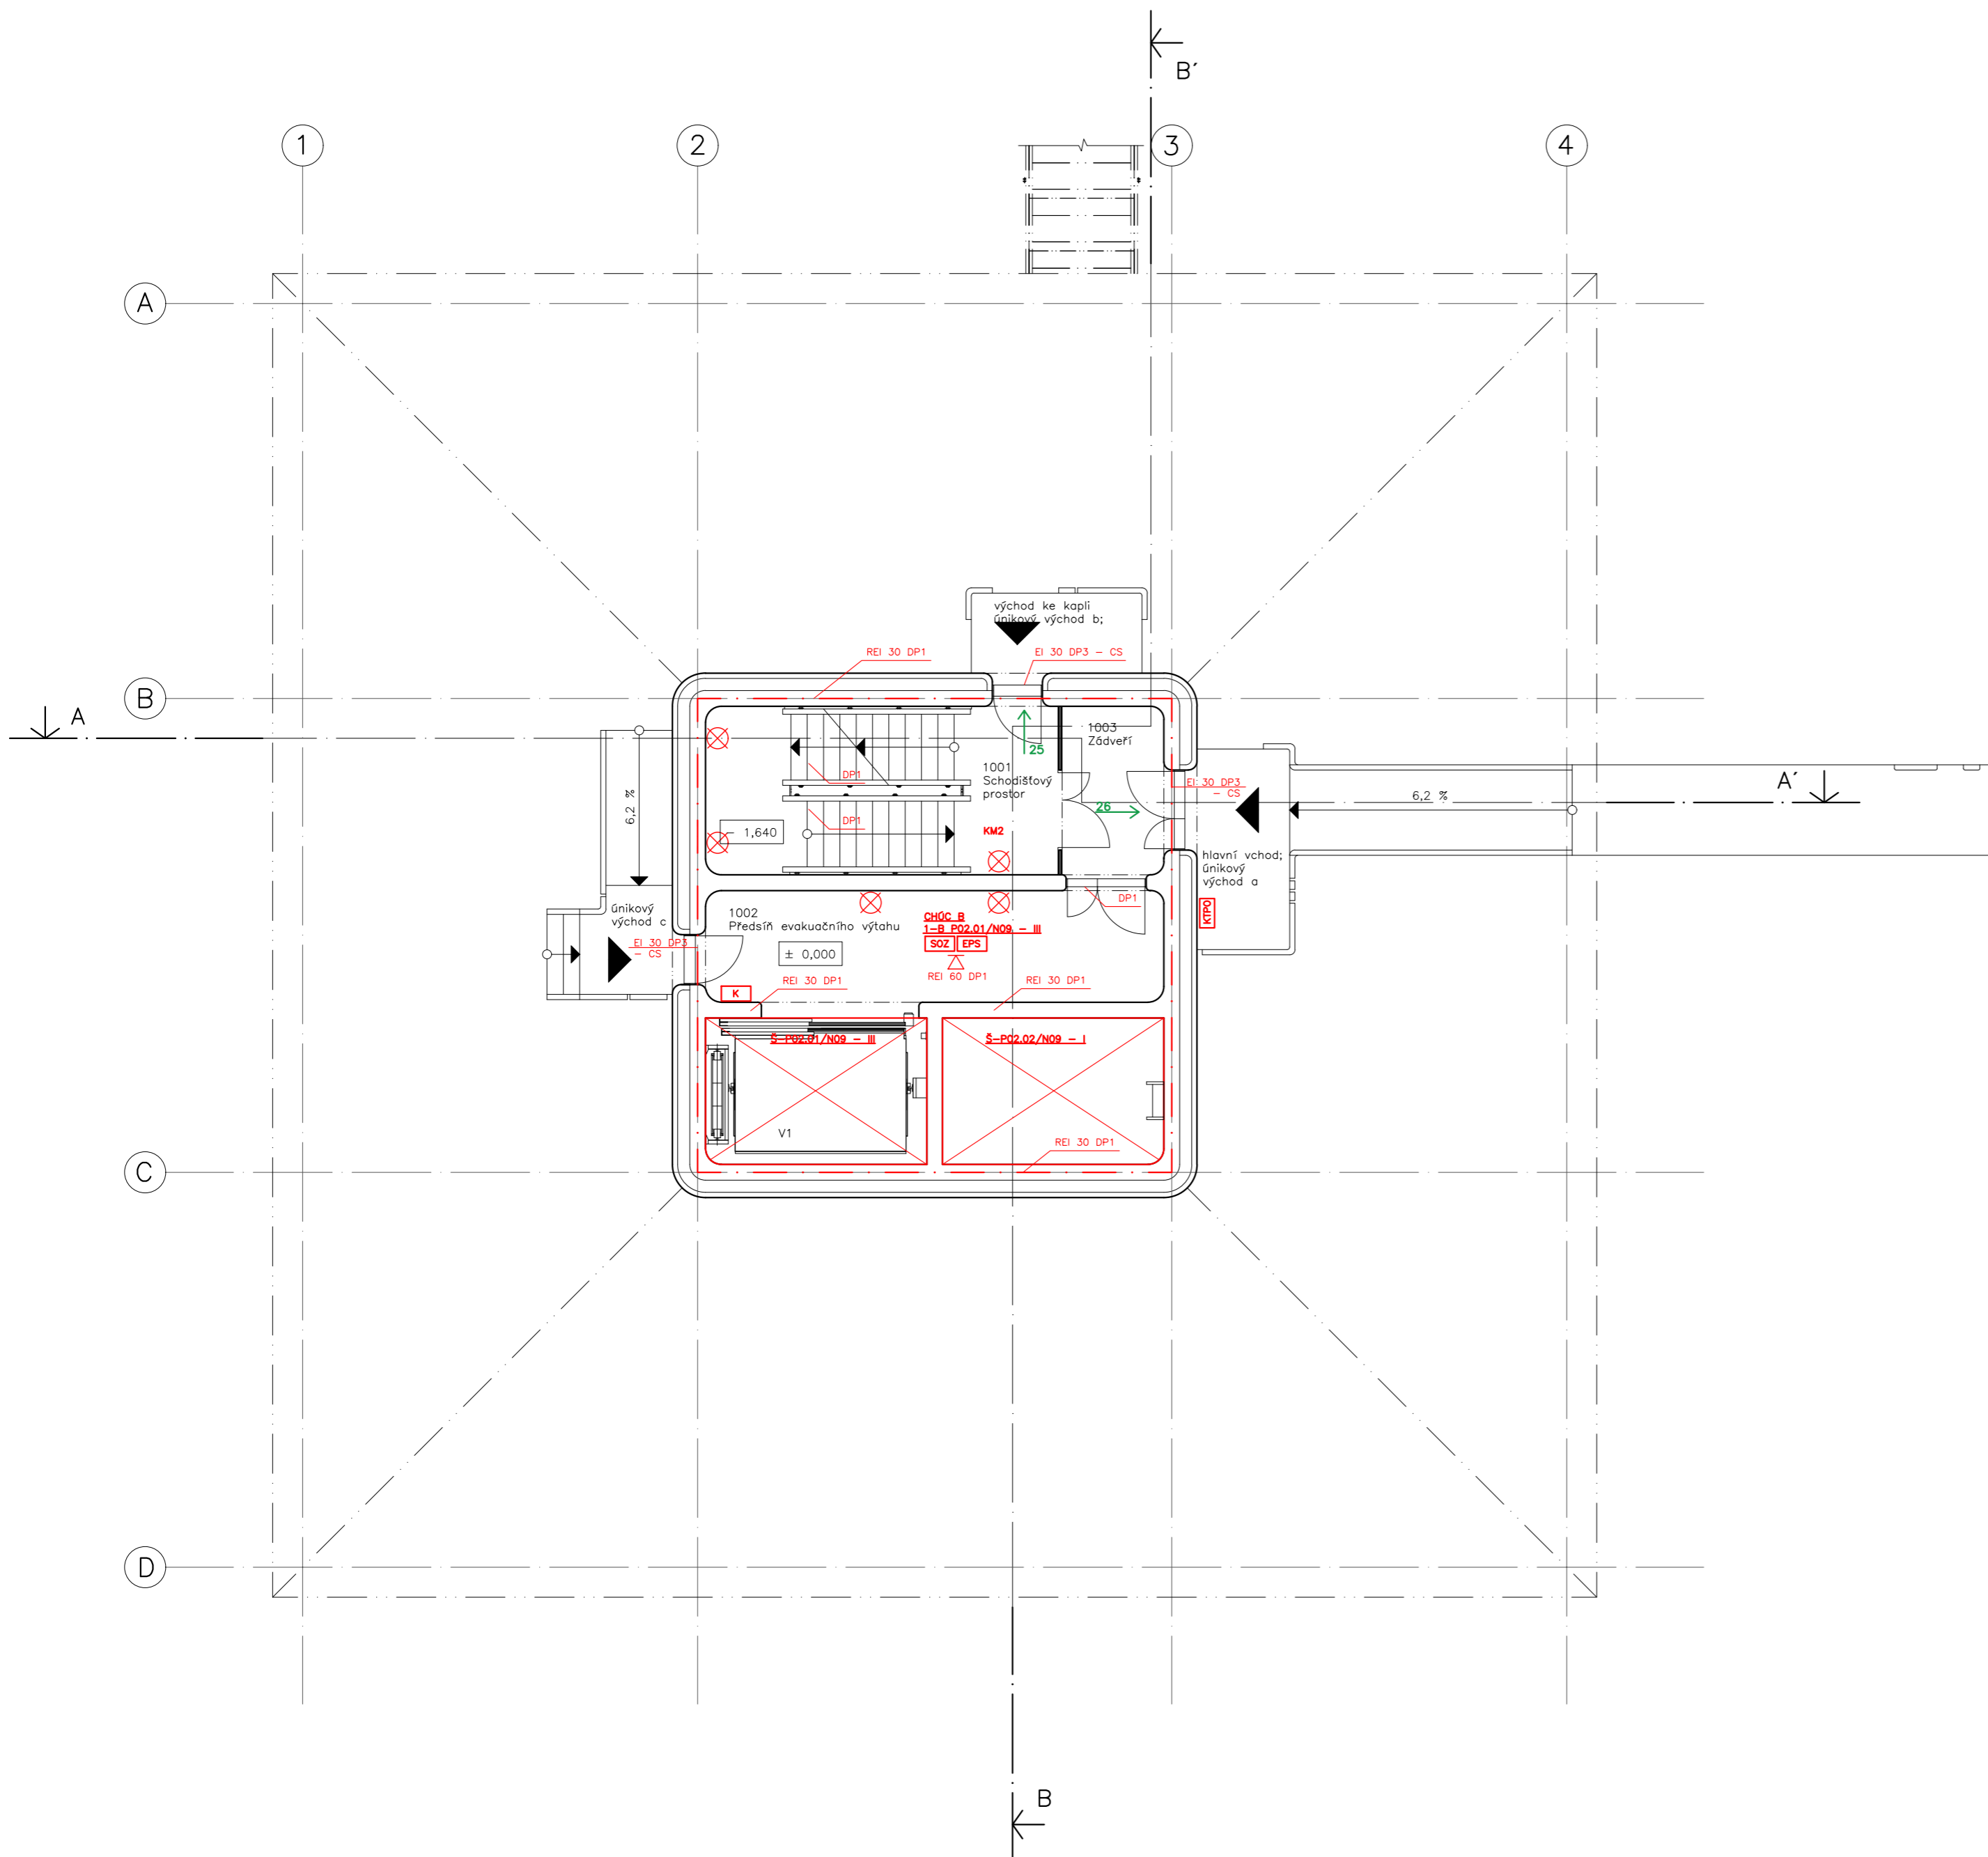 B´
1
2
3
4
A
východ ke kapli
únikový východ b;
REI 30 DP1
EI 30 DP3 - CS
B
A
1003
Zádveří
25
1001
Schodišťový
prostor
DP1
EI 30 DP3
- CS
A´
6,2 %
6,2 %
26
DP1
- 1,640
KM2
hlavní vchod;
únikový
východ a
DP1
KTPO
únikový
východ c
1002
Předsíň evakuačního výtahu
CHÚC B
1-B P02.01/N09 - III
SOZ
EPS
EI 30 DP3
- CS
± 0,000
REI 60 DP1
REI 30 DP1
REI 30 DP1
K
Š-P02.01/N09 - III
Š-P02.02/N09 - I
V1
REI 30 DP1
C
D
B